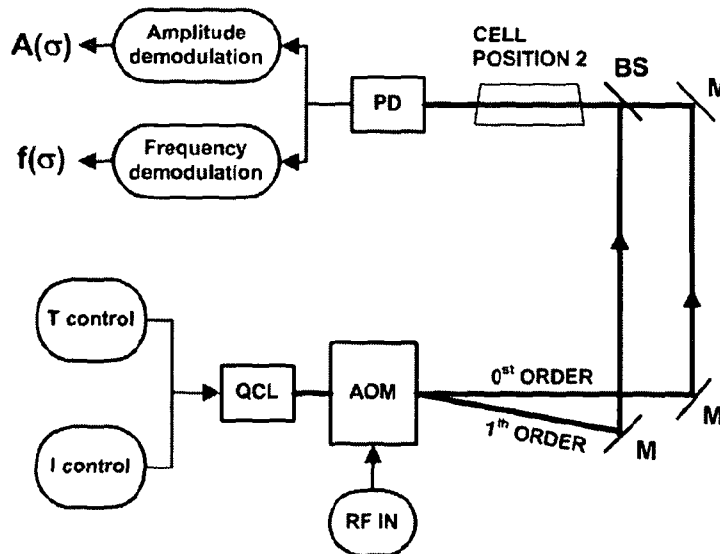 Amplitude
demodulation
A(σ)
CELL
POSITION 2
BS
M
PD
f(σ)
Frequency
demodulation
T control
QCL
AOM
0st ORDER
M
1th ORDER
M
I control
RF IN